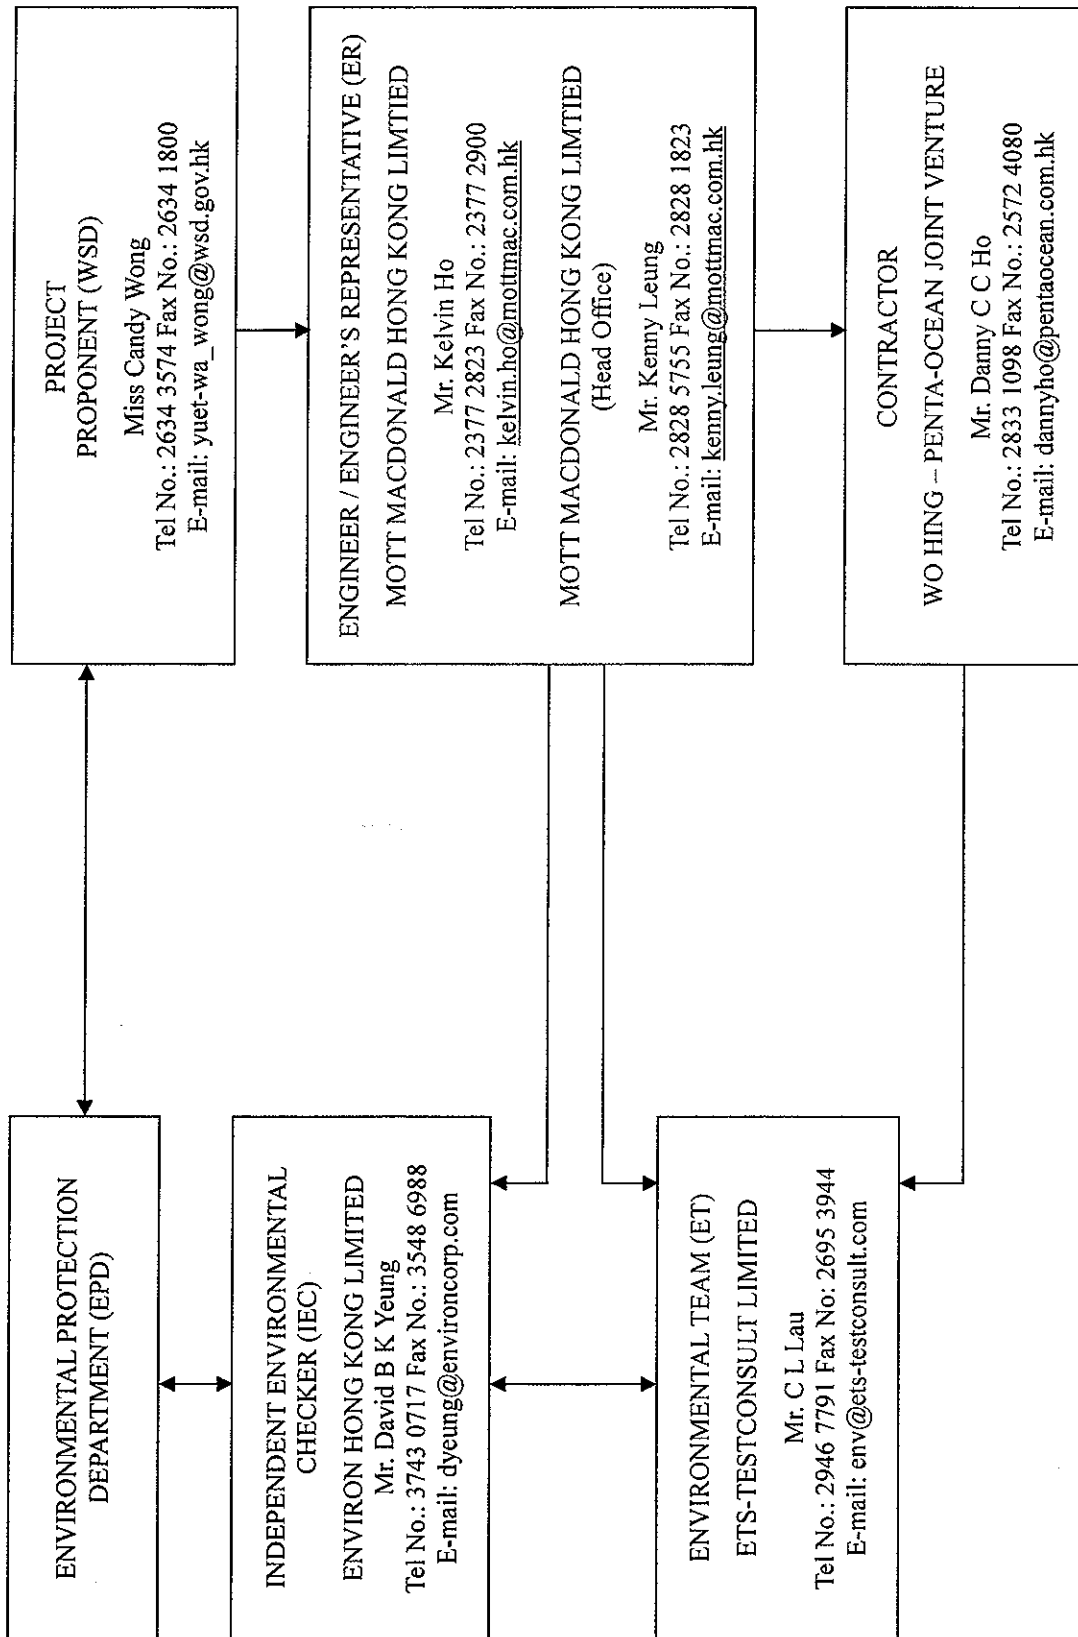 ENVIRONMENTAL PROTECTION
DEPARTMENT (EPD)
PROJECT
PROPONENT (WSD)
Miss Candy Wong
Tel No.: 2634 3574 Fax No.: 2634 1800
E-mail: yuet-wa_wong@wsd.gov.hk
INDEPENDENT ENVIRONMENTAL
CHECKER (IEC)
ENVIRON HONG KONG LIMITED
Mr. David B K Yeung
Tel No.: 3743 0717 Fax No.: 3548 6988
E-mail: dyeung@environcorp.com
ENGINEER / ENGINEER'S REPRESENTATIVE (ER)
MOTT MACDONALD HONG KONG LIMTIED
Mr. Kelvin Ho
Tel No.: 2377 2823 Fax No.: 2377 2900
E-mail: kelvin.ho@mottmac.com.hk
MOTT MACDONALD HONG KONG LIMTIED
(Head Office)
Mr. Kenny Leung
Tel No.: 2828 5755 Fax No.: 2828 1823
E-mail: kenny.leung@mottmac.com.hk
ENVIRONMENTAL TEAM (ET)
ETS-TESTCONSULT LIMITED
Mr. C L Lau
Tel No.: 2946 7791 Fax No: 2695 3944
E-mail: env@ets-testconsult.com
CONTRACTOR
WO HING – PENTA-OCEAN JOINT VENTURE
Mr. Danny C C Ho
Tel No.: 2833 1098 Fax No.: 2572 4080
E-mail: dannyho@pentaocean.com.hk